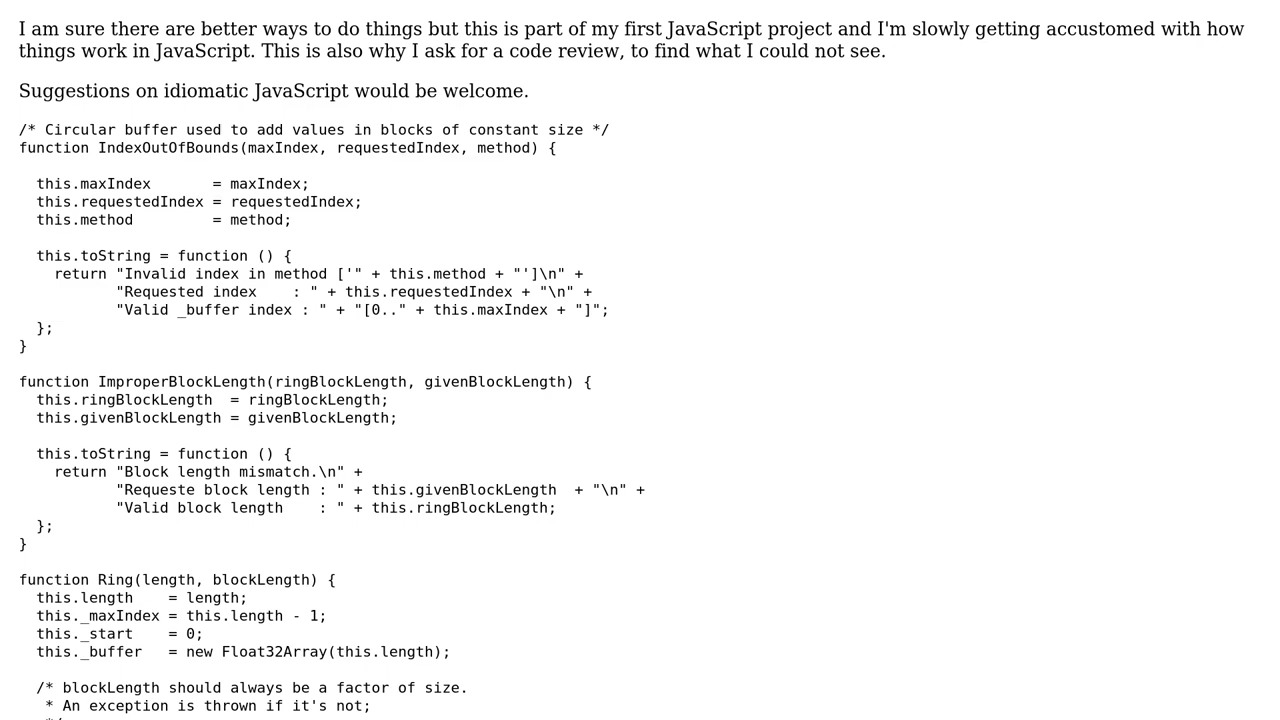 I am sure there are better ways to do things but this is part of my first JavaScript project and I'm slowly getting accustomed with how
things work in JavaScript. This is also why I ask for a code review, to find what I could not see.
Suggestions on idiomatic JavaScript would be welcome.
/* Circular buffer used to add values in blocks of constant size */
function IndexOutOfBounds(maxIndex, requestedIndex, method) {
  this.maxIndex       = maxIndex;
  this.requestedIndex = requestedIndex;
  this.method         = method;
  this.toString = function () {
    return "Invalid index in method ['" + this.method + "']\n" +
           "Requested index    : " + this.requestedIndex + "\n" +
           "Valid _buffer index : " + "[0.." + this.maxIndex + "]";
  };
}
function ImproperBlockLength(ringBlockLength, givenBlockLength) {
  this.ringBlockLength  = ringBlockLength;
  this.givenBlockLength = givenBlockLength;
  this.toString = function () {
    return "Block length mismatch.\n" +
           "Requeste block length : " + this.givenBlockLength  + "\n" +
           "Valid block length    : " + this.ringBlockLength;
  };
}
function Ring(length, blockLength) {
  this.length    = length;
  this._maxIndex = this.length - 1;
  this._start    = 0;
  this._buffer   = new Float32Array(this.length);
  /* blockLength should always be a factor of size.
   * An exception is thrown if it's not;
   */